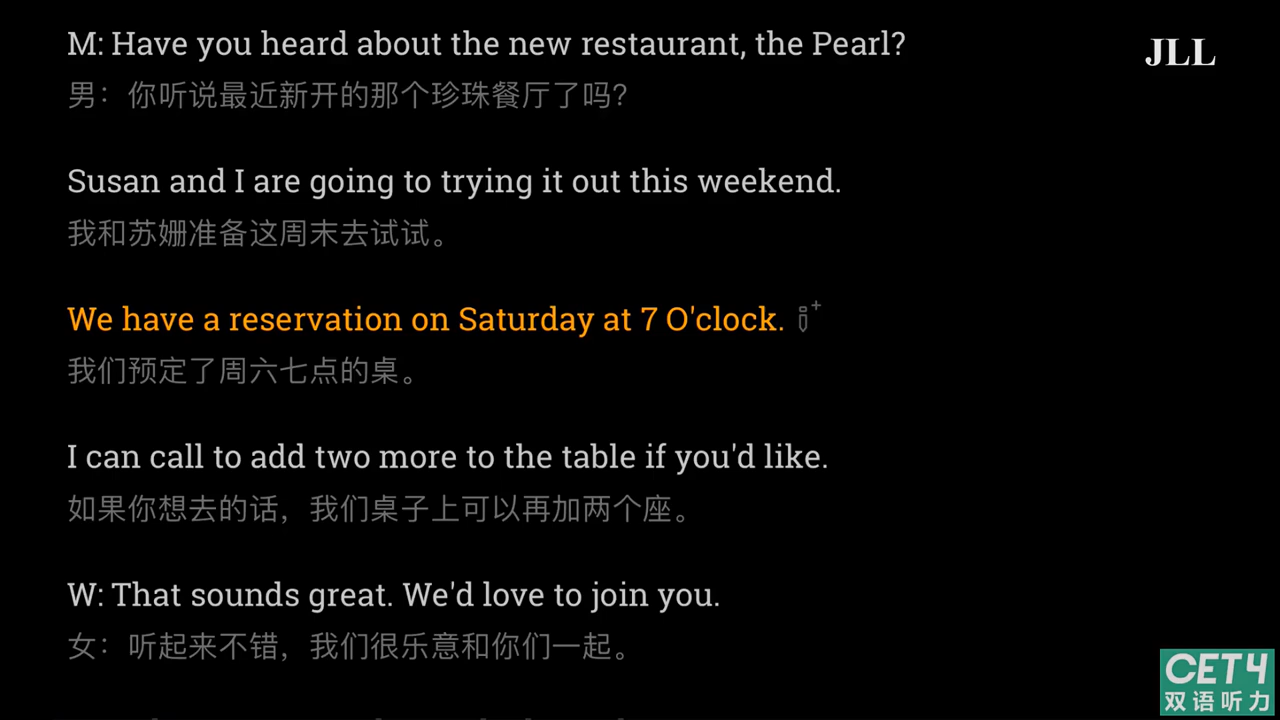 M: Have you heard about the new restaurant, the Pearl?
JLL
男：你听说最近新开的那个珍珠餐厅了吗？
Susan and I are going to trying it out this weekend.
我和苏姗准备这周末去试试。
We have a reservation on Saturday at 7 O'clock.
我们预定了周六七点的桌。
I can call to add two more to the table if you'd like.
如果你想去的话，我们桌子上可以再加两个座。
W: That sounds great. We'd love to join you.
女：听起来不错，我们很乐意和你们一起。
CET4
双语听力